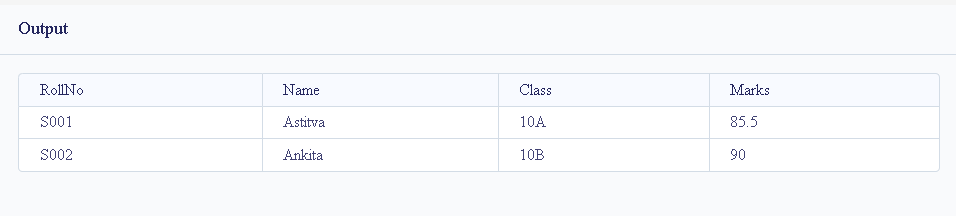 Output
RollNo Name Class Marks
S001 Astitva 10A 85.5
S002 Ankita 10B 90